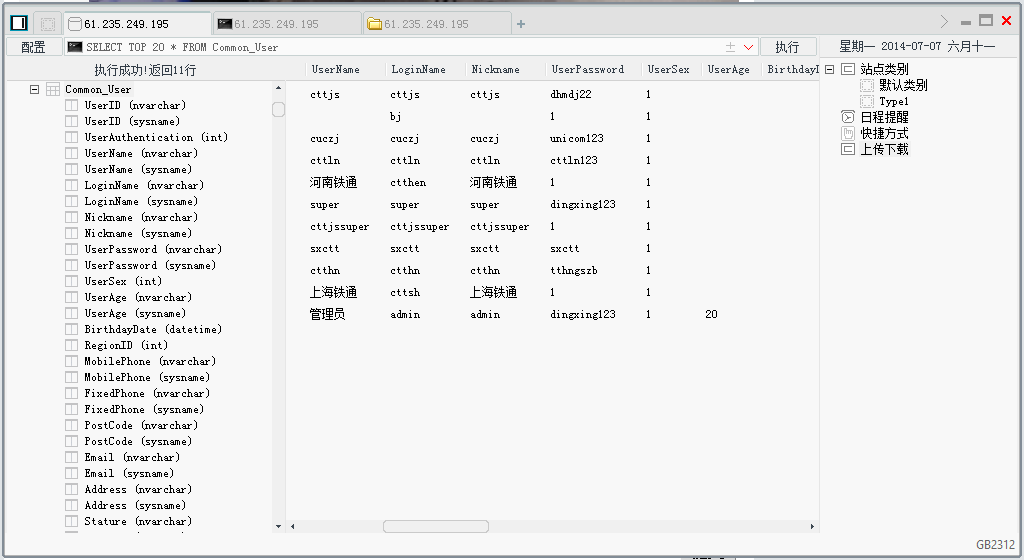 61.235.249.195 61.235.249.195 61.235.249.195 +
配置 SELECT TOP 20 * FROM Common_User 执行 星期一 2014-07-07 六月十一
执行成功!返回11行
Common_User
UserID (nvarchar)
UserID (sysname)
UserAuthentication (int)
UserName (nvarchar)
UserName (sysname)
LoginName (nvarchar)
LoginName (sysname)
Nickname (nvarchar)
Nickname (sysname)
UserPassword (nvarchar)
UserPassword (sysname)
UserSex (int)
UserAge (nvarchar)
UserAge (sysname)
BirthdayDate (datetime)
RegionID (int)
MobilePhone (nvarchar)
MobilePhone (sysname)
FixedPhone (nvarchar)
FixedPhone (sysname)
PostCode (nvarchar)
PostCode (sysname)
Email (nvarchar)
Email (sysname)
Address (nvarchar)
Address (sysname)
Stature (nvarchar)
UserName LoginName Nickname UserPassword UserSex UserAge BirthdayD
cttjs cttjs cttjs dhmdj22 1
bj 1 1
cuczj cuczj cuczj unicom123 1
cttln cttln cttln cttln123 1
河南铁通 ctthen 河南铁通 1 1
super super super dingxing123 1
cttjssuper cttjssuper cttjssuper 1 1
sxctt sxctt sxctt sxctt 1
ctthn ctthn ctthn tthngszb 1
上海铁通 cttsh 上海铁通 1 1
管理员 admin admin dingxing123 1 20
站点类别
默认类别
Type1
日程提醒
快捷方式
上传下载
GB2312